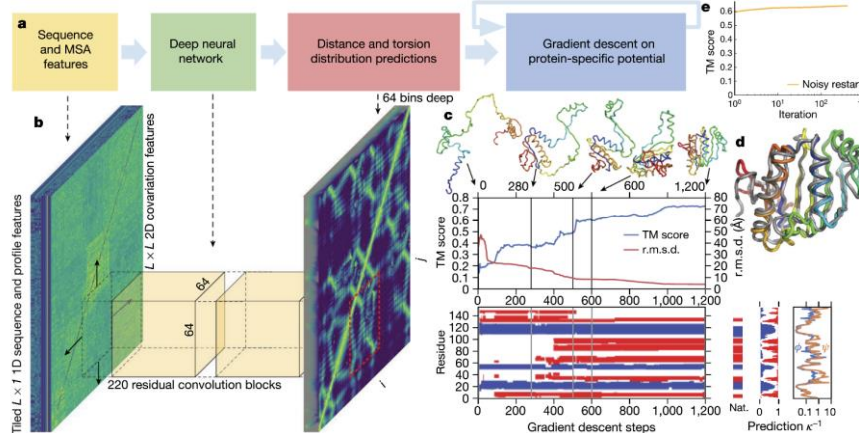 a
Sequence
and MSA
features
Deep neural
network
Distance and torsion
distribution predictions
Gradient descent on
protein-specific potential
e
TM score
0.6
0.4
0.2
0
10⁰
10¹
10²
Iteration
Noisy restar
b
64 bins deep
Tiled L × 1 1D sequence and profile features
L × L 2D covariation features
64
64
220 residual convolution blocks
j
i
c
0 280 500 600 1,200
TM score
0.8
0.7
0.6
0.5
0.4
0.3
0.2
0.1
0
TM score
r.m.s.d.
80
70
60
50
40
30
20
10
0
r.m.s.d. (Å)
0 200 400 600 800 1,000 1,200
Residue
140
120
100
80
60
40
20
0
0 200 400 600 800 1,000 1,200
Gradient descent steps
d
Nat.
0 1
0.1 1 10
Prediction κ⁻¹